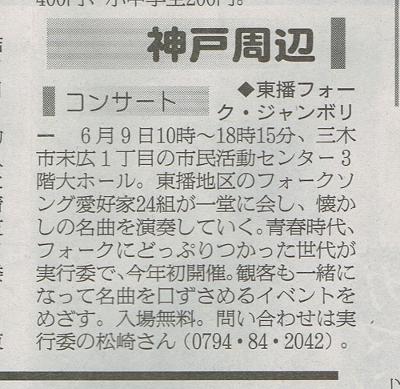 400円、小中学生200円。
神戸周辺
コンサート
◆東播フォー
ク・ジャンボリ
ー 6月9日10時〜18時15分、三木
市末広1丁目の市民活動センター3
階大ホール。東播地区のフォークソ
ング愛好家24組が一堂に会し、懐か
しの名曲を演奏していく。青春時代、
フォークにどっぷりつかった世代が
実行委で、今年初開催。観客も一緒に
なって名曲を口ずさめるイベントを
めざす。入場無料。問い合わせは実
行委の松崎さん(0794・84・2042)。